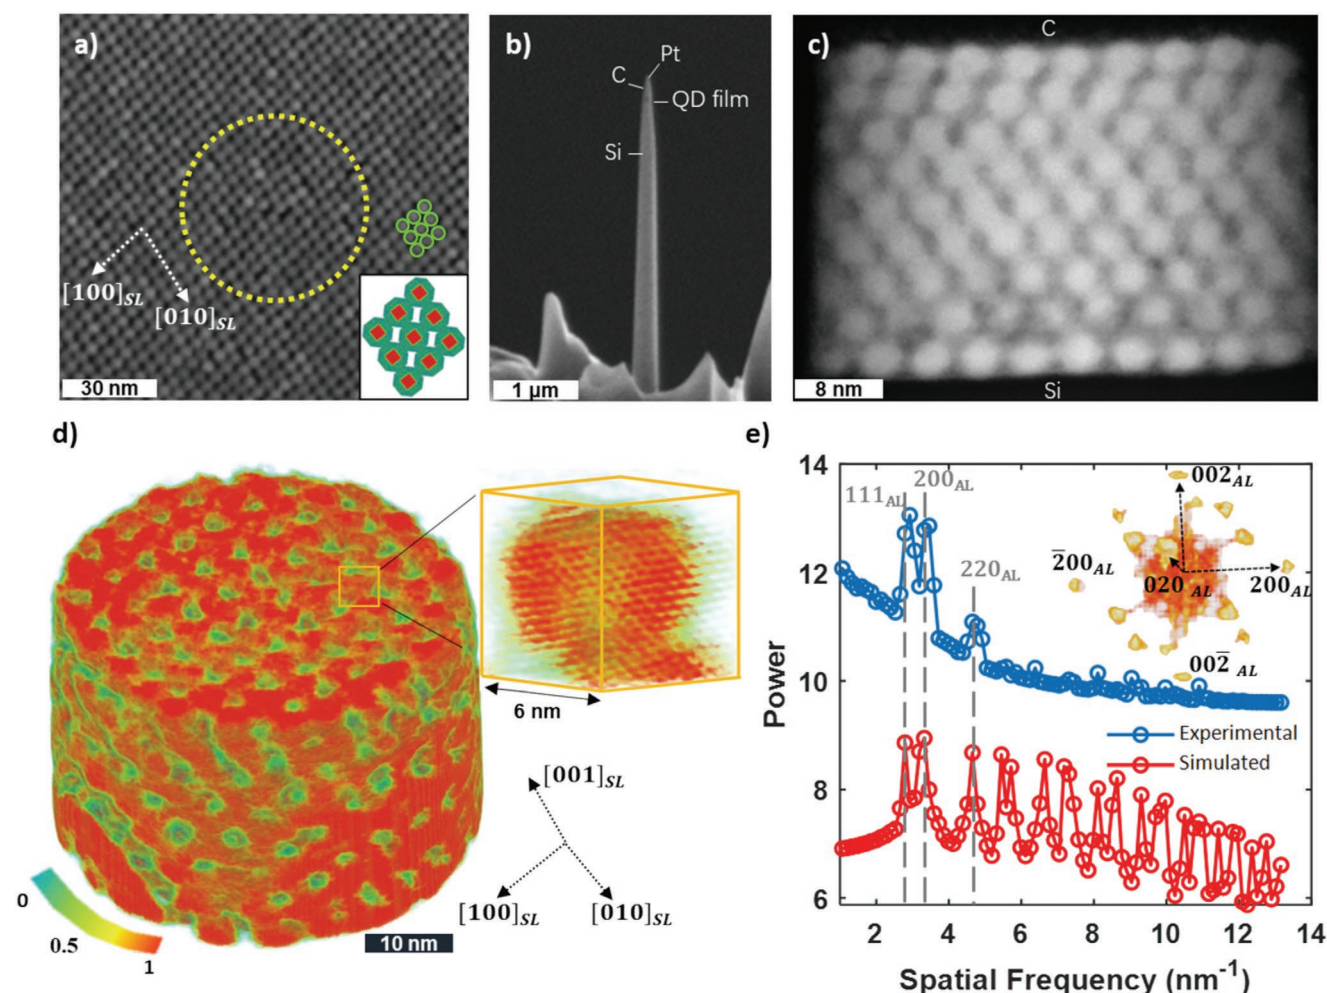 a)
[100]SL
[010]SL
30 nm
b)
Pt
C
QD film
Si
1 µm
c)
C
8 nm
Si
d)
6 nm
[001]SL
[100]SL
[010]SL
0
0.5
1
10 nm
e)
14
12
10
8
6
Power
111AL
200AL
220AL
002AL
2̅00AL
020 AL
200AL
002̅ AL
Experimental
Simulated
2
4
6
8
10
12
14
Spatial Frequency (nm⁻¹)